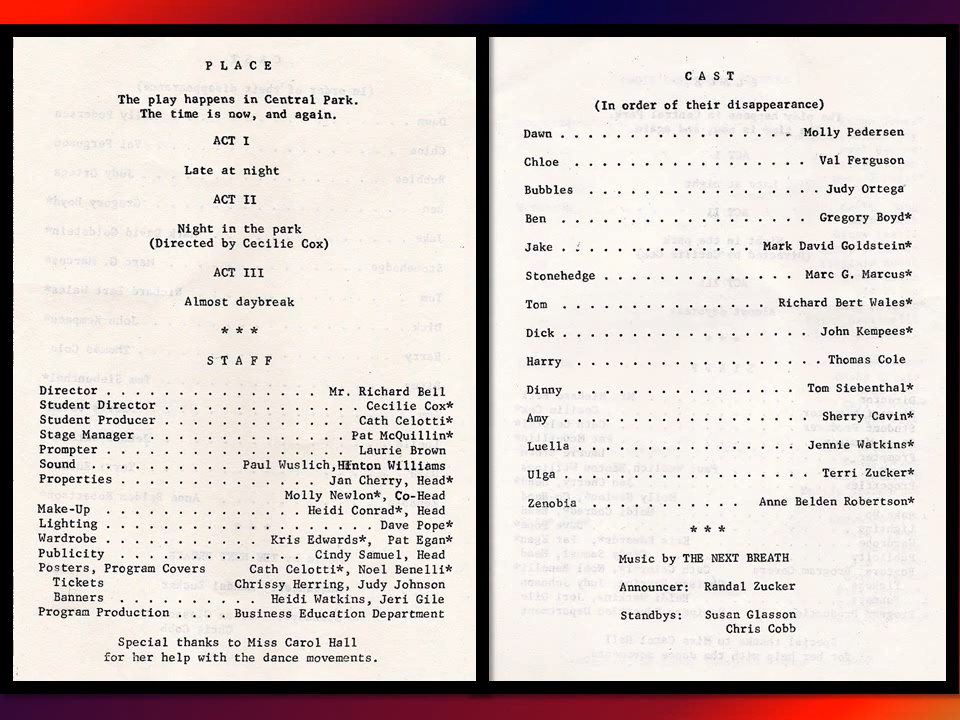 P L A C E
The play happens in Central Park.
The time is now, and again.
ACT I
Late at night
ACT II
Night in the park
(Directed by Cecilie Cox)
ACT III
Almost daybreak
* * *
S T A F F
Director . . . . . . . . . . . . . . . . Mr. Richard Bell
Student Director . . . . . . . . . . . . . . Cecilie Cox*
Student Producer . . . . . . . . . . . . . Cath Celotti*
Stage Manager . . . . . . . . . . . . . . . Pat McQuillin*
Prompter . . . . . . . . . . . . . . . . . . Laurie Brown
Sound . . . . . . . . . Paul Wuslich, Hinton Williams
Properties . . . . . . . . . . . . . . . Jan Cherry, Head*
Molly Newlon*, Co-Head
Make-Up . . . . . . . . . . . . . . . Heidi Conrad*, Head
Lighting . . . . . . . . . . . . . . . . . . . Dave Pope*
Wardrobe . . . . . . . . . . . Kris Edwards*, Pat Egan*
Publicity . . . . . . . . . . . . . . Cindy Samuel, Head
Posters, Program Covers Cath Celotti*, Noel Benelli*
Tickets Chrissy Herring, Judy Johnson
Banners . . . . . . . . . . . Heidi Watkins, Jeri Gile
Program Production . . . . Business Education Department
Special thanks to Miss Carol Hall
for her help with the dance movements.
C A S T
(In order of their disappearance)
Dawn . . . . . . . . . . . . . . . . . . Molly Pedersen
Chloe . . . . . . . . . . . . . . . . . Val Ferguson
Bubbles . . . . . . . . . . . . . . . . . Judy Ortega
Ben . . . . . . . . . . . . . . . . . . Gregory Boyd*
Jake . . . . . . . . . . . . . . . Mark David Goldstein*
Stonehedge . . . . . . . . . . . . . . Marc G. Marcus*
Tom . . . . . . . . . . . . . . . Richard Bert Wales*
Dick . . . . . . . . . . . . . . . . . . John Kempees*
Harry . . . . . . . . . . . . . . . . . . Thomas Cole
Dinny . . . . . . . . . . . . . . . . . Tom Siebenthal*
Amy . . . . . . . . . . . . . . . . . . Sherry Cavin*
Luella . . . . . . . . . . . . . . . . Jennie Watkins*
Ulga . . . . . . . . . . . . . . . . . . Terri Zucker*
Zenobia . . . . . . . . . . . Anne Belden Robertson*
* * *
Music by THE NEXT BREATH
Announcer: Randal Zucker
Standbys: Susan Glasson
Chris Cobb